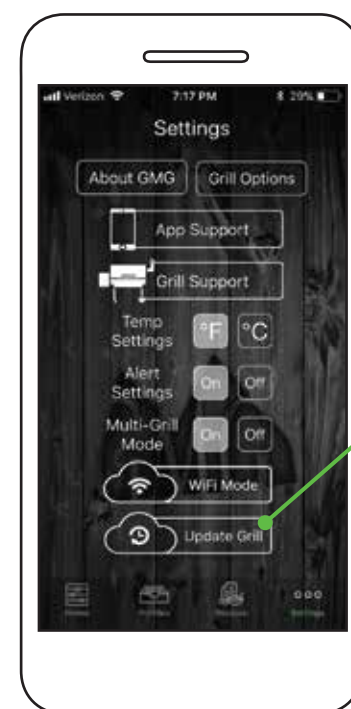 Verizon 7:17 PM 29%
Settings
About GMG Grill Options
App Support
Grill Support
Temp
Settings °F °C
Alert
Settings On Off
Multi-Grill
Mode On Off
WiFi Mode
Update Grill
Settings